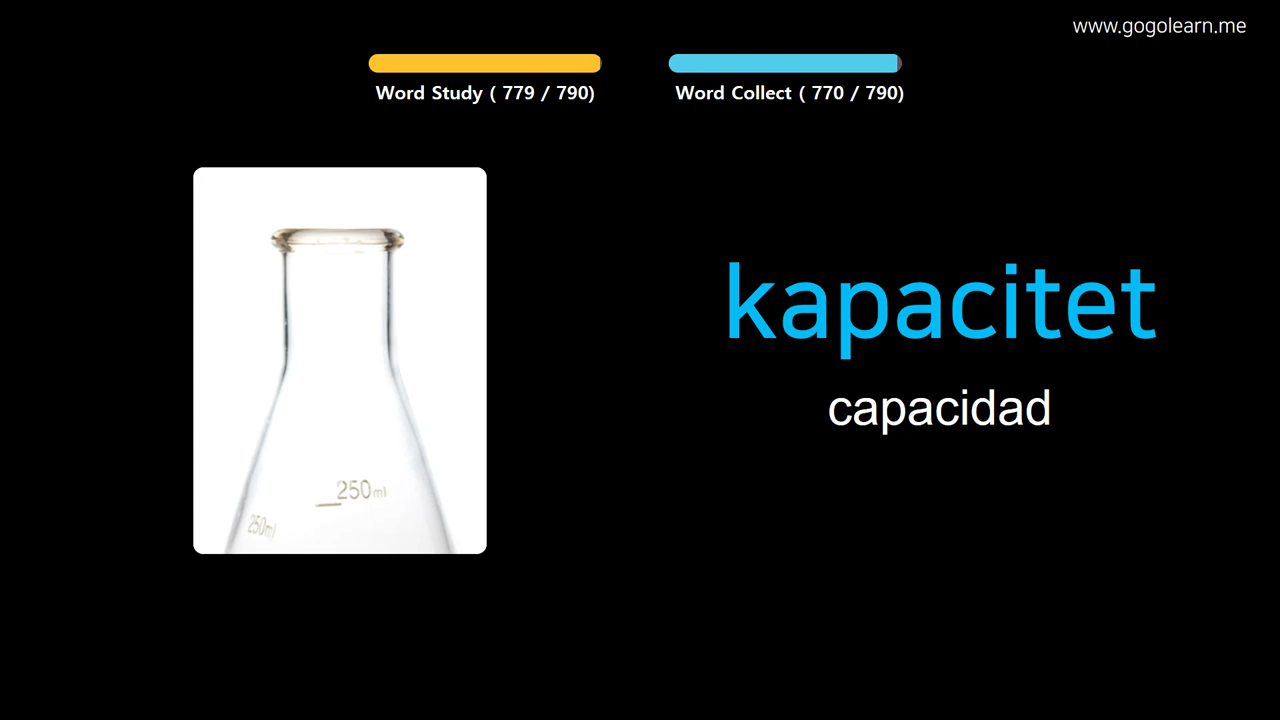 www.gogolearn.me
Word Study ( 779 / 790)
Word Collect ( 770 / 790)
kapacitet
capacidad
250ml
250ml